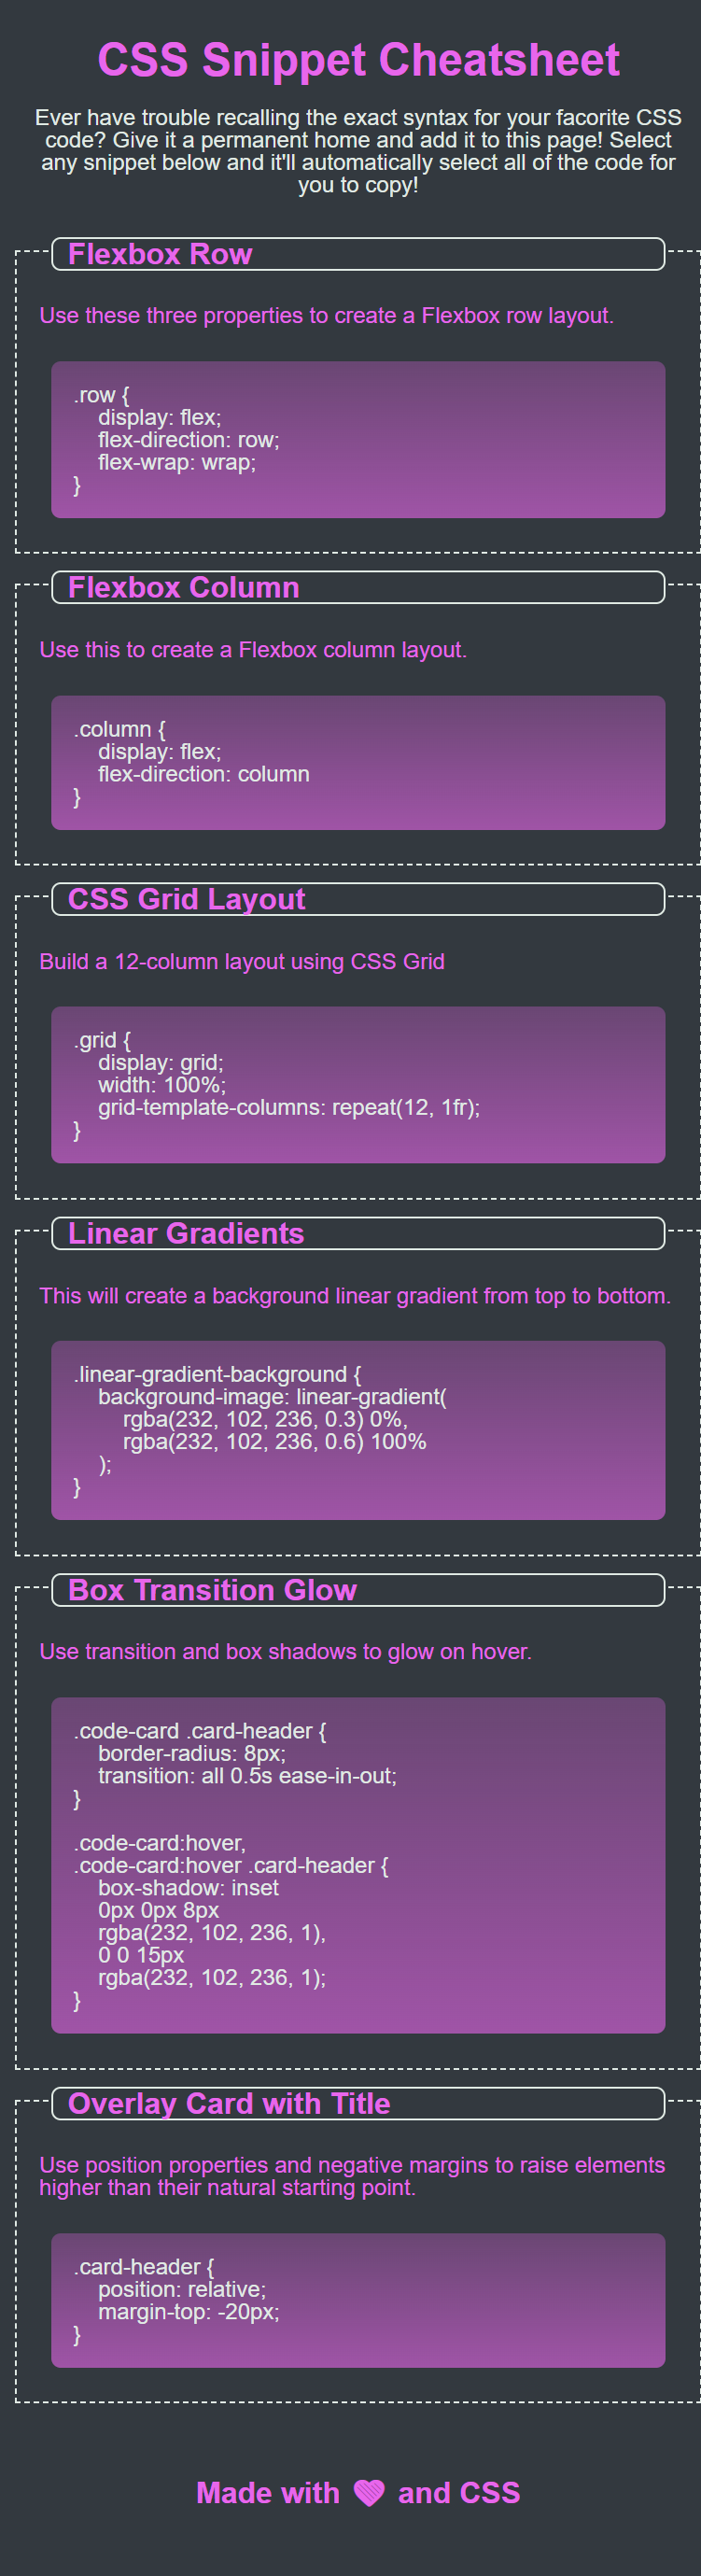 CSS Snippet Cheatsheet
Ever have trouble recalling the exact syntax for your facorite CSS
code? Give it a permanent home and add it to this page! Select
any snippet below and it'll automatically select all of the code for
you to copy!
Flexbox Row
Use these three properties to create a Flexbox row layout.
.row {
display: flex;
flex-direction: row;
flex-wrap: wrap;
}
Flexbox Column
Use this to create a Flexbox column layout.
.column {
display: flex;
flex-direction: column
}
CSS Grid Layout
Build a 12-column layout using CSS Grid
.grid {
display: grid;
width: 100%;
grid-template-columns: repeat(12, 1fr);
}
Linear Gradients
This will create a background linear gradient from top to bottom.
.linear-gradient-background {
background-image: linear-gradient(
rgba(232, 102, 236, 0.3) 0%,
rgba(232, 102, 236, 0.6) 100%
);
}
Box Transition Glow
Use transition and box shadows to glow on hover.
.code-card .card-header {
border-radius: 8px;
transition: all 0.5s ease-in-out;
}
.code-card:hover,
.code-card:hover .card-header {
box-shadow: inset
0px 0px 8px
rgba(232, 102, 236, 1),
0 0 15px
rgba(232, 102, 236, 1);
}
Overlay Card with Title
Use position properties and negative margins to raise elements
higher than their natural starting point.
.card-header {
position: relative;
margin-top: -20px;
}
Made with 💜 and CSS